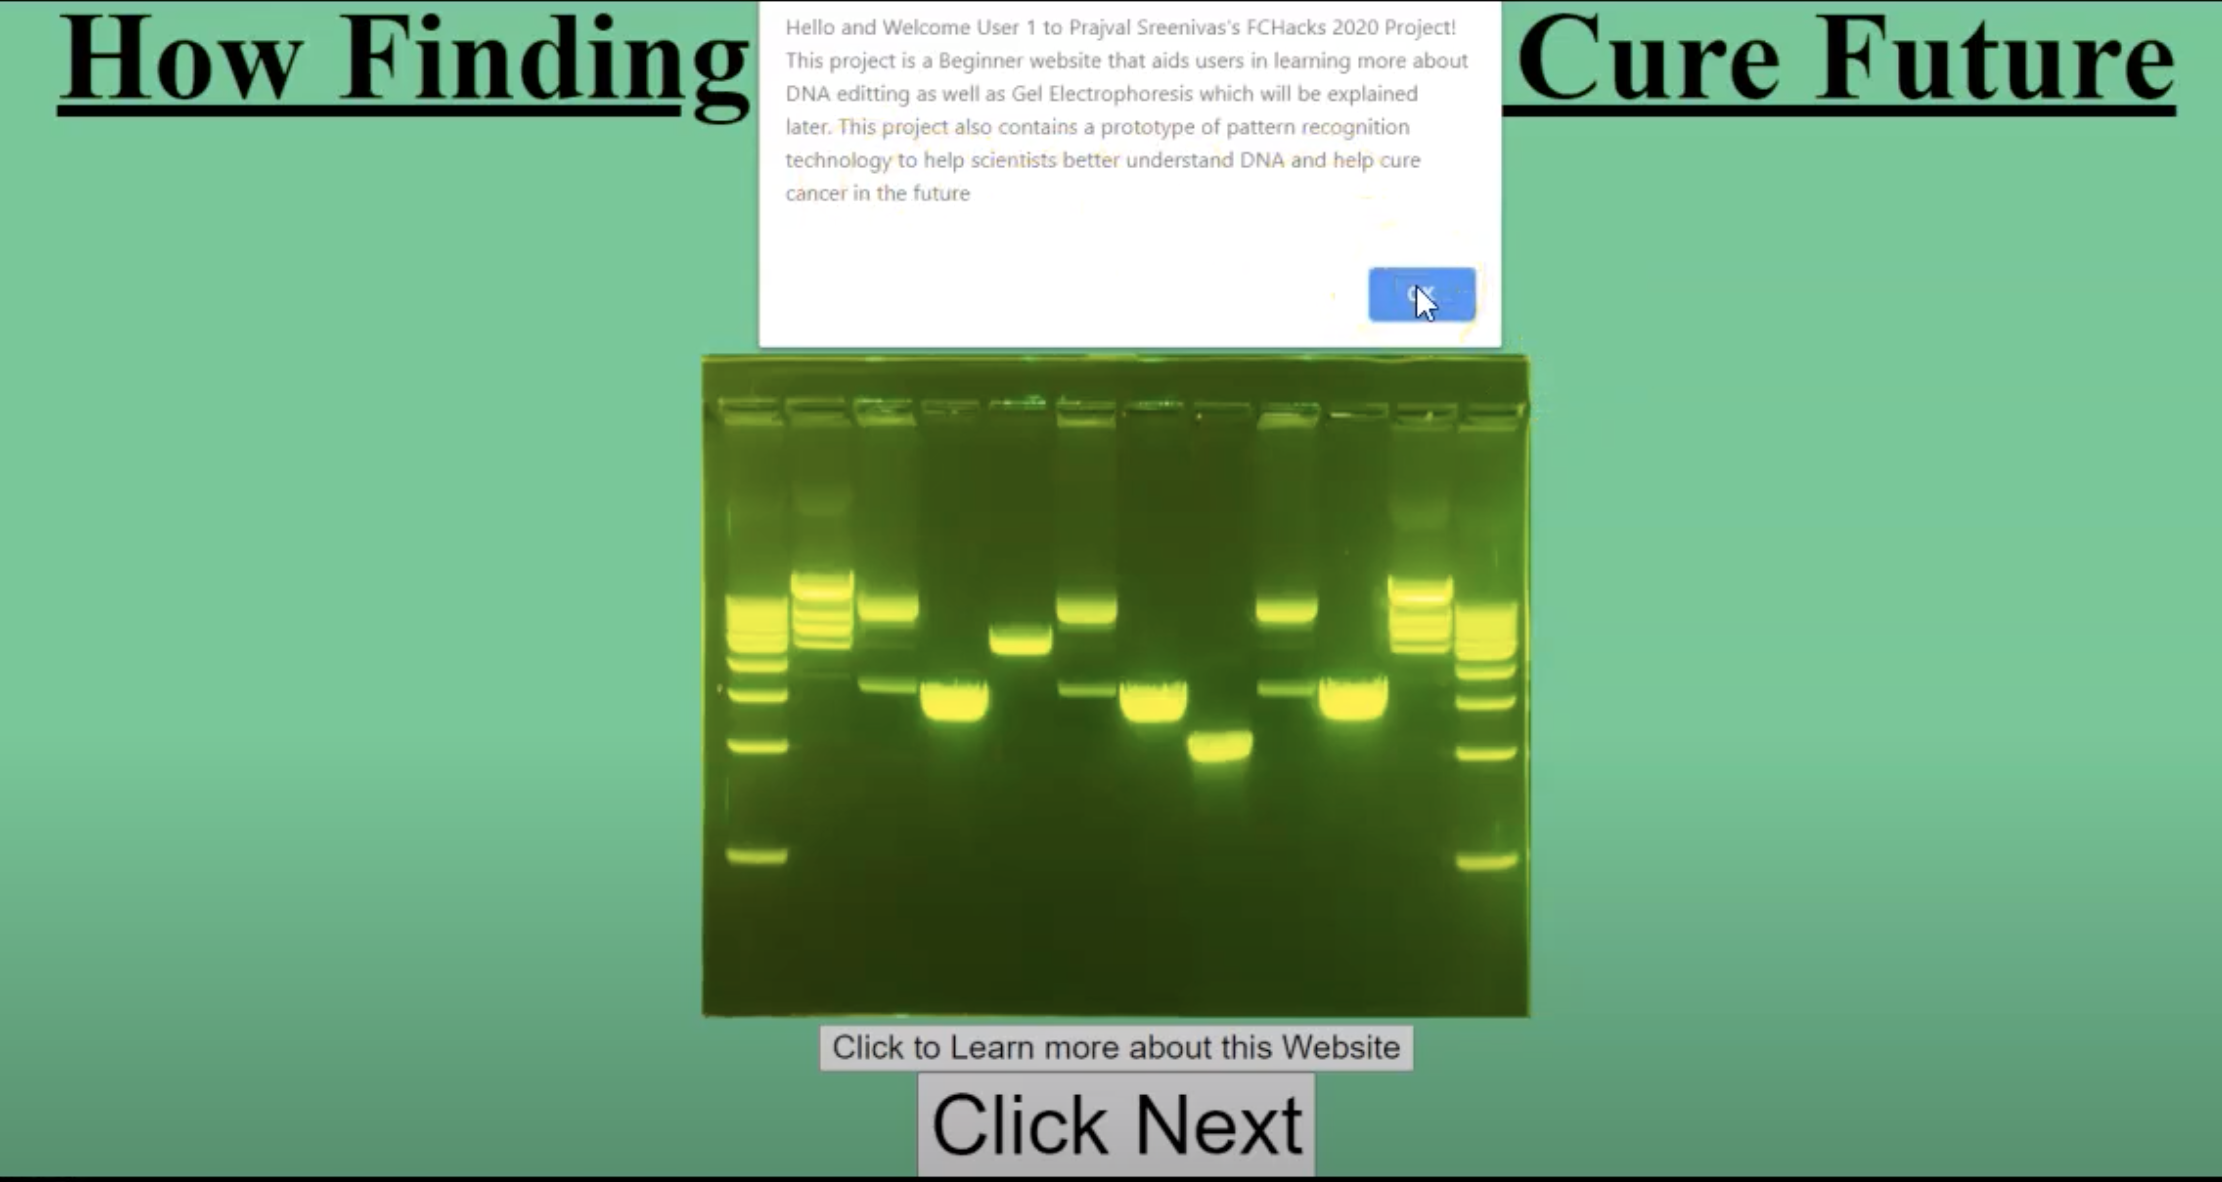 How Finding Cure Future
Hello and Welcome User 1 to Prajval Sreenivas's FCHacks 2020 Project!
This project is a Beginner website that aids users in learning more about
DNA editting as well as Gel Electrophoresis which will be explained
later. This project also contains a prototype of pattern recognition
technology to help scientists better understand DNA and help cure
cancer in the future
OK
Click to Learn more about this Website
Click Next